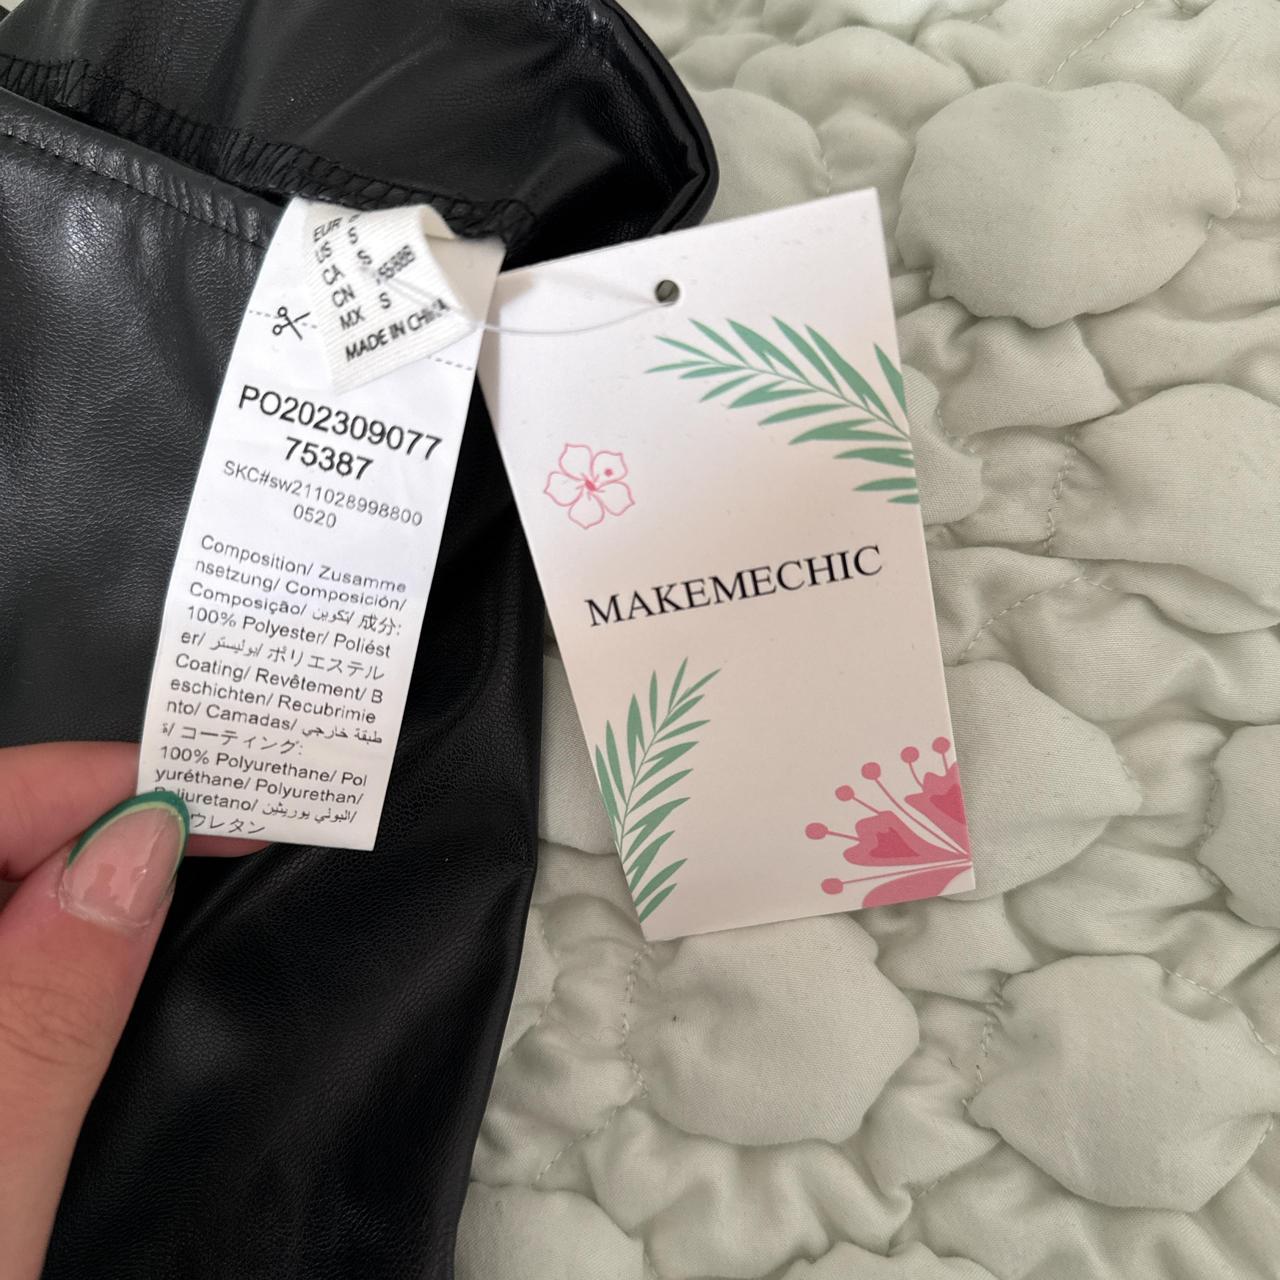 EUR S
US S
CA S
CN
MX S
MADE IN CHINA
PO202309077
75387
SKC#sw211028998800
0520
Composition/ Zusamme
nsetzung/ Composición/
Composição/ تكوين/ 成分:
100% Polyester/ Poliést
er/ بوليستر/ ポリエステル
Coating/ Revêtement/ B
eschichten/ Recubrimie
nto/ Camadas/ طبقة خارجي
ة/ コーティング:
100% Polyurethane/ Pol
yuréthane/ Polyurethan/
Poliuretano/ البولي يوريثين/
ウレタン
MAKEMECHIC